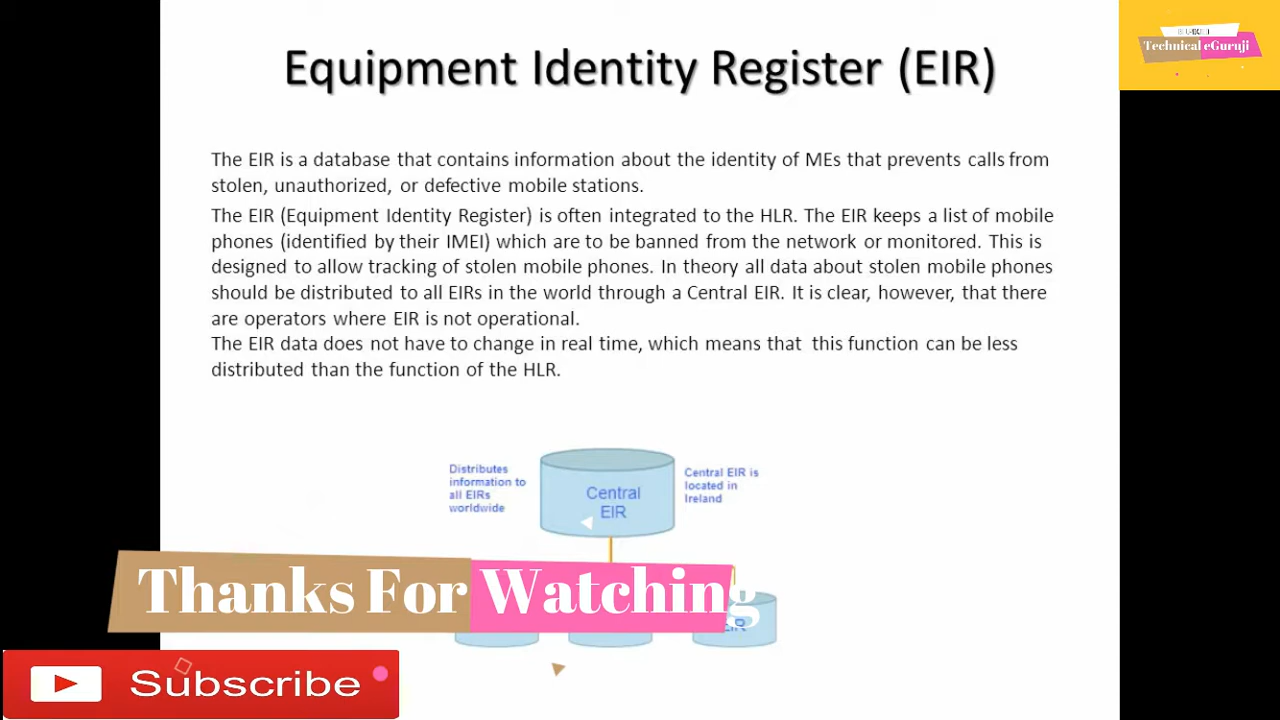 Equipment Identity Register (EIR)
Technical eGuruji
The EIR is a database that contains information about the identity of MEs that prevents calls from
stolen, unauthorized, or defective mobile stations.
The EIR (Equipment Identity Register) is often integrated to the HLR. The EIR keeps a list of mobile
phones (identified by their IMEI) which are to be banned from the network or monitored. This is
designed to allow tracking of stolen mobile phones. In theory all data about stolen mobile phones
should be distributed to all EIRs in the world through a Central EIR. It is clear, however, that there
are operators where EIR is not operational.
The EIR data does not have to change in real time, which means that this function can be less
distributed than the function of the HLR.
Distributes
information to
all EIRs
worldwide
Central
EIR
Central EIR is
located in
Ireland
Thanks For Watching
EIR
Subscribe